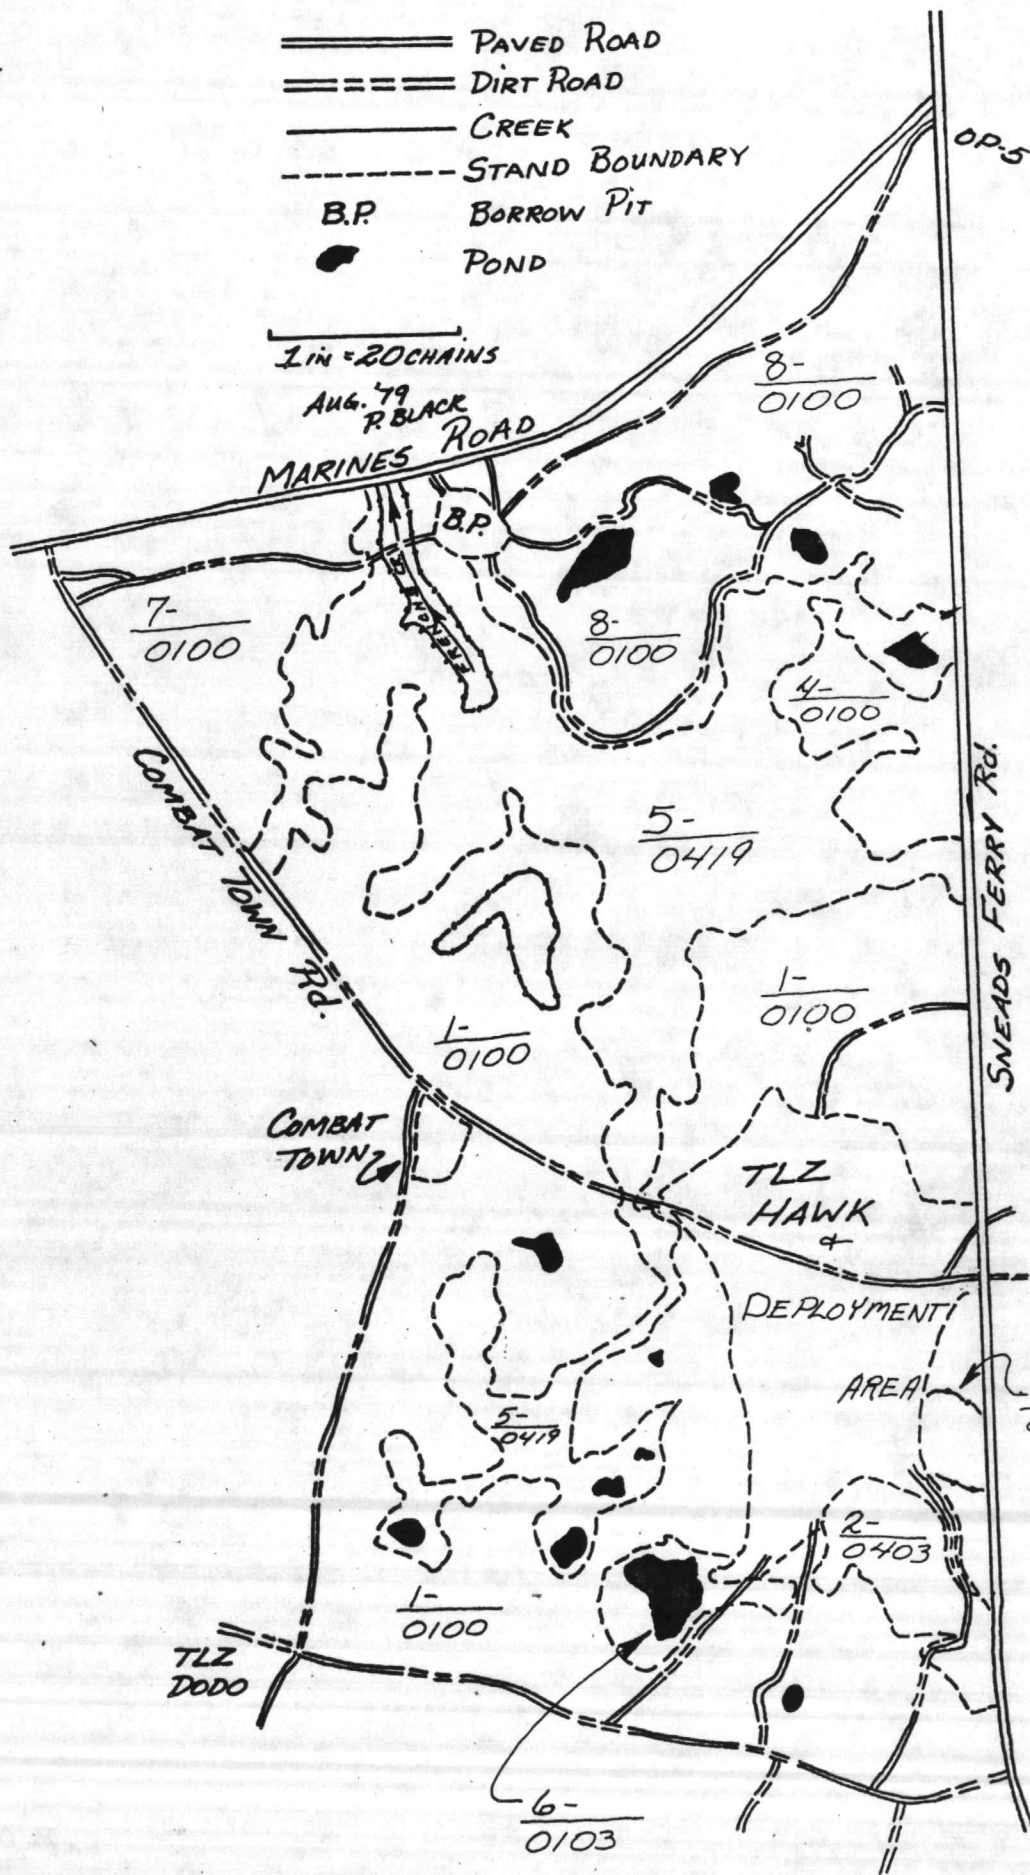 PAVED ROAD
DIRT ROAD
CREEK
STAND BOUNDARY
B.P. BORROW PIT
POND
1 IN = 20 CHAINS
AUG. '79
P. BLACK
OP-5
MARINES ROAD
8-
0100
B.P.
7-
0100
8-
0100
4-
0100
COMBAT TOWN Rd.
5-
0419
SNEADS FERRY Rd.
1-
0100
1-
0100
COMBAT
TOWN
TLZ
HAWK
&
DEPLOYMENT
AREA
5-
0419
2-
0403
1-
0100
TLZ
DODO
6-
0103